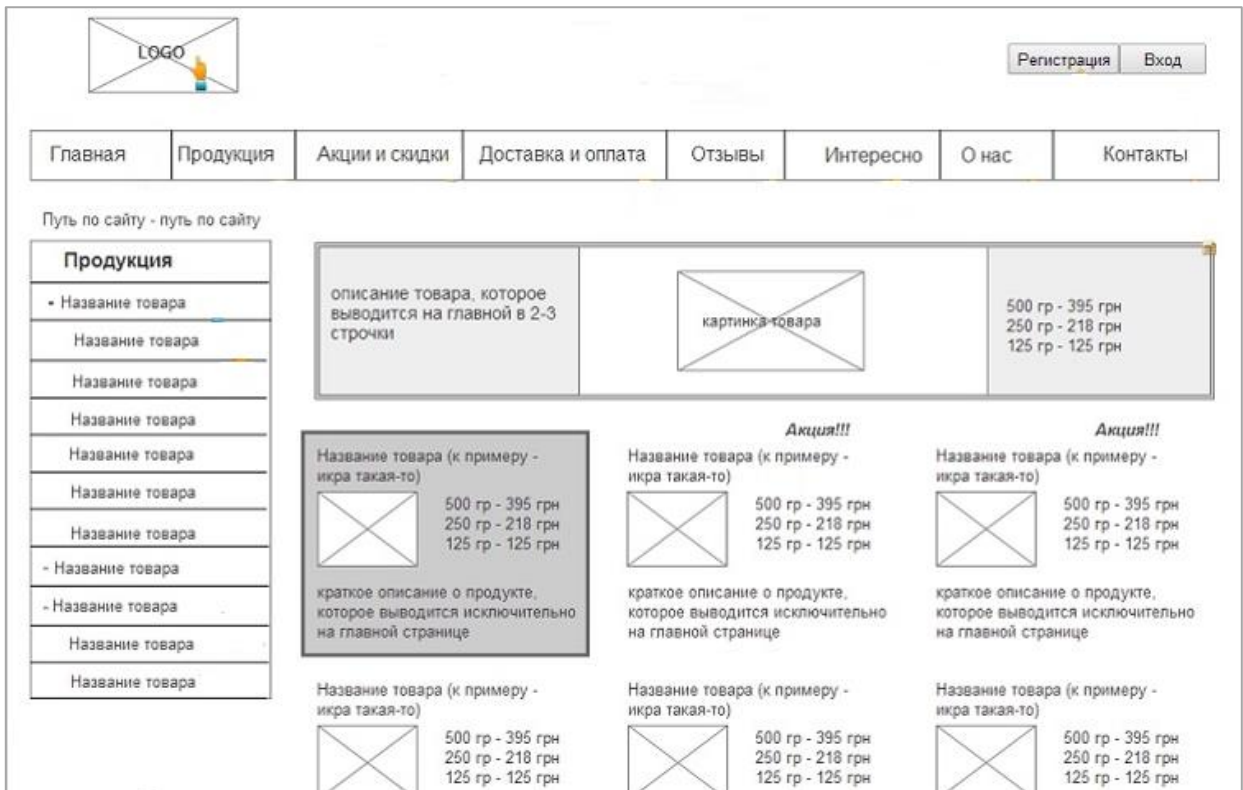 LOGO
Регистрация Вход
Главная Продукция Акции и скидки Доставка и оплата Отзывы Интересно О нас Контакты
Путь по сайту - путь по сайту
Продукция
- Название товара
Название товара
Название товара
Название товара
Название товара
Название товара
Название товара
- Название товара
- Название товара
Название товара
Название товара
описание товара, которое
выводится на главной в 2-3
строчки
картинка товара
500 гр - 395 грн
250 гр - 218 грн
125 гр - 125 грн
Название товара (к примеру -
икра такая-то)
500 гр - 395 грн
250 гр - 218 грн
125 гр - 125 грн
краткое описание о продукте,
которое выводится исключительно
на главной странице
Акция!!!
Название товара (к примеру -
икра такая-то)
500 гр - 395 грн
250 гр - 218 грн
125 гр - 125 грн
краткое описание о продукте,
которое выводится исключительно
на главной странице
Акция!!!
Название товара (к примеру -
икра такая-то)
500 гр - 395 грн
250 гр - 218 грн
125 гр - 125 грн
краткое описание о продукте,
которое выводится исключительно
на главной странице
Название товара (к примеру -
икра такая-то)
500 гр - 395 грн
250 гр - 218 грн
125 гр - 125 грн
Название товара (к примеру -
икра такая-то)
500 гр - 395 грн
250 гр - 218 грн
125 гр - 125 грн
Название товара (к примеру -
икра такая-то)
500 гр - 395 грн
250 гр - 218 грн
125 гр - 125 грн